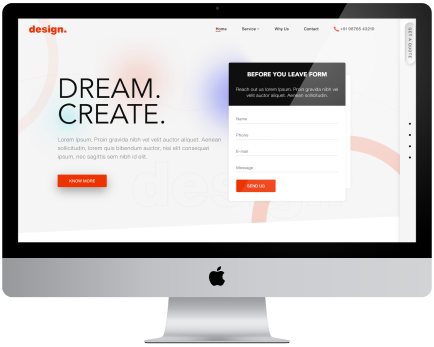 design.
Home Service Why Us Contact +91 98765 43210
GET A QUOTE
DREAM.
CREATE.
Lorem ipsum. Proin gravida nibh vel velit auctor aliquet. Aenean
sollicitudin, lorem quis bibendum auctor, nisi elit consequat
ipsum, nec sagittis sem nibh id elit.
KNOW MORE
BEFORE YOU LEAVE FORM
Reach out us lorem ipsum. Proin gravida nibh vel
velit auctor aliquet. Aenean sollicitudin.
Name
Phone
E-mail
Message
SEND US
design